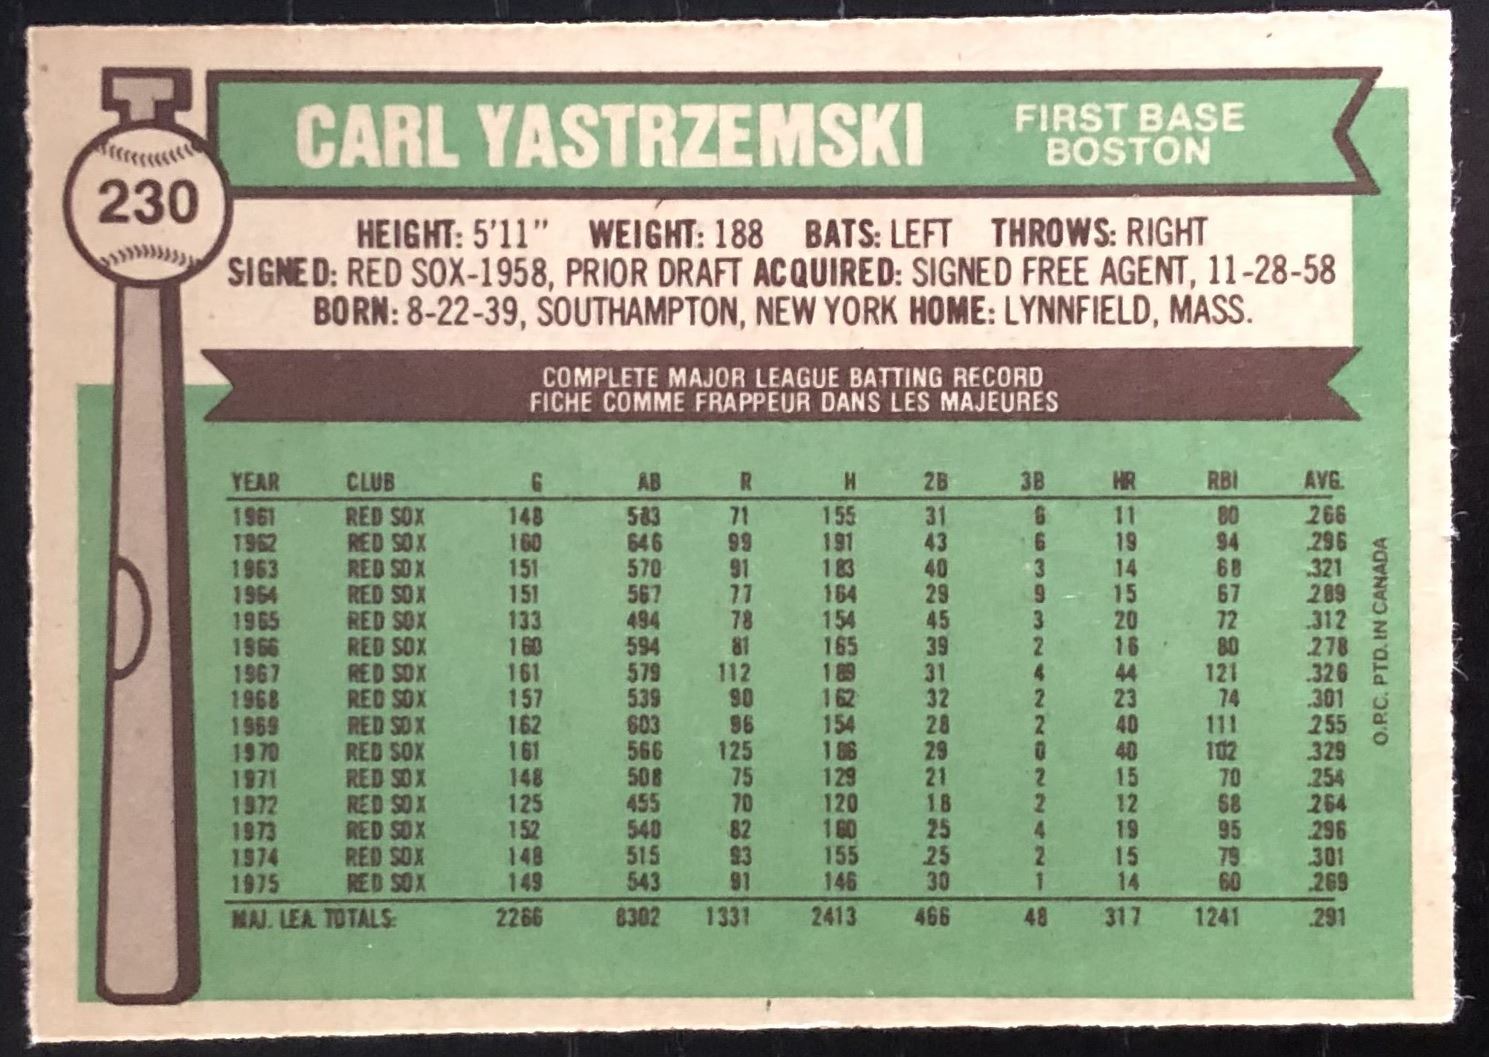 T
CARL YASTRZEMSKI
FIRST BASE
BOSTON
230
HEIGHT: 5'11" WEIGHT: 188 BATS: LEFT THROWS: RIGHT
SIGNED: RED SOX-1958, PRIOR DRAFT ACQUIRED: SIGNED FREE AGENT, 11-28-58
BORN: 8-22-39, SOUTHAMPTON, NEW YORK HOME: LYNNFIELD, MASS.
COMPLETE MAJOR LEAGUE BATTING RECORD
FICHE COMME FRAPPEUR DANS LES MAJEURES
YEAR CLUB G AB R H 2B 3B HR RBI AVG.
1961 RED SOX 148 583 71 155 31 6 11 80 .266
1962 RED SOX 160 646 99 191 43 6 19 94 .296
1963 RED SOX 151 570 91 183 40 3 14 68 .321
1964 RED SOX 151 567 77 164 29 9 15 67 .289
1965 RED SOX 133 494 78 154 45 3 20 72 .312
1966 RED SOX 160 594 81 165 39 2 16 80 .278
1967 RED SOX 161 579 112 189 31 4 44 121 .326
1968 RED SOX 157 539 90 162 32 2 23 74 .301
1969 RED SOX 162 603 96 154 28 2 40 111 .255
1970 RED SOX 161 566 125 186 29 0 40 102 .329
1971 RED SOX 148 508 75 129 21 2 15 70 .254
1972 RED SOX 125 455 70 120 18 2 12 68 .264
1973 RED SOX 152 540 82 160 25 4 19 95 .296
1974 RED SOX 148 515 93 155 25 2 15 79 .301
1975 RED SOX 149 543 91 146 30 1 14 60 .269
MAJ. LEA. TOTALS: 2266 8302 1331 2413 466 48 317 1241 .291
O.P.C. PTD. IN CANADA